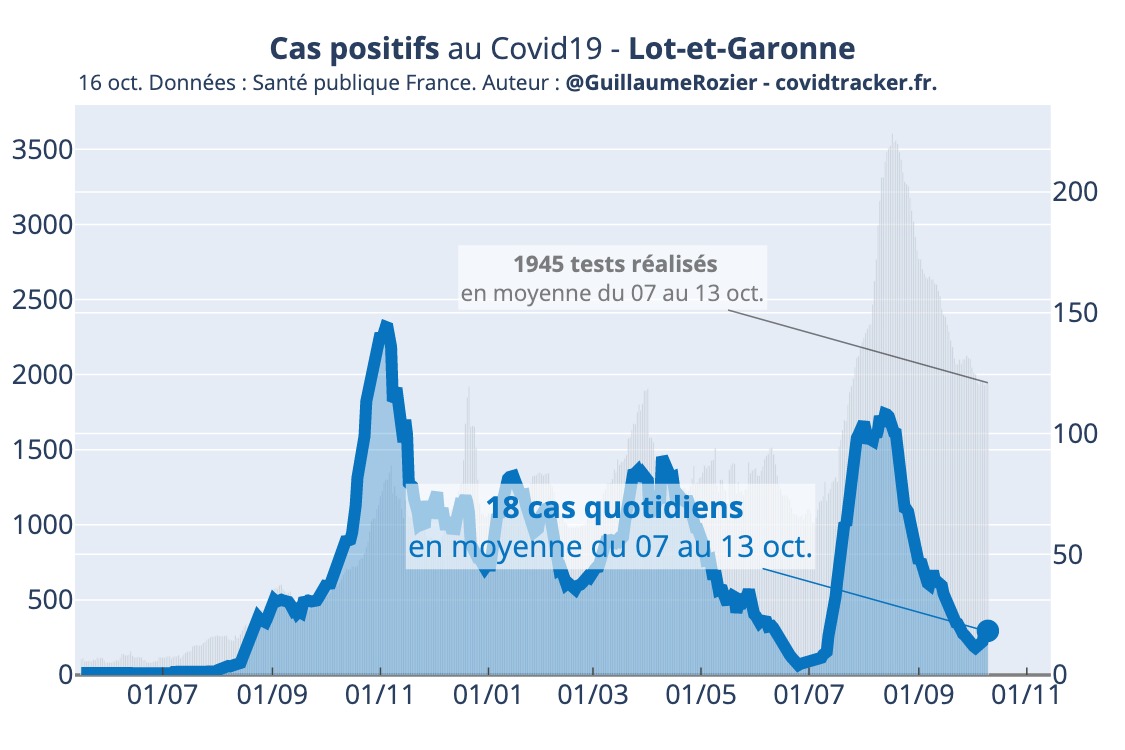 Cas positifs au Covid19 - Lot-et-Garonne
16 oct. Données : Santé publique France. Auteur : @GuillaumeRozier - covidtracker.fr.
3500
200
3000
1945 tests réalisés
en moyenne du 07 au 13 oct.
2500
150
2000
100
1500
18 cas quotidiens
1000
en moyenne du 07 au 13 oct.
50
500
0
0
01/07 01/09 01/11 01/01 01/03 01/05 01/07 01/09 01/11